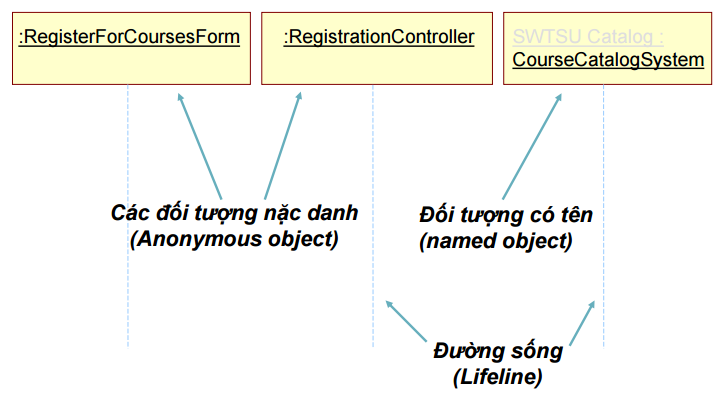 :RegisterForCoursesForm
:RegistrationController
SWTSU Catalog :
CourseCatalogSystem
Các đối tượng nặc danh
(Anonymous object)
Đối tượng có tên
(named object)
Đường sống
(Lifeline)